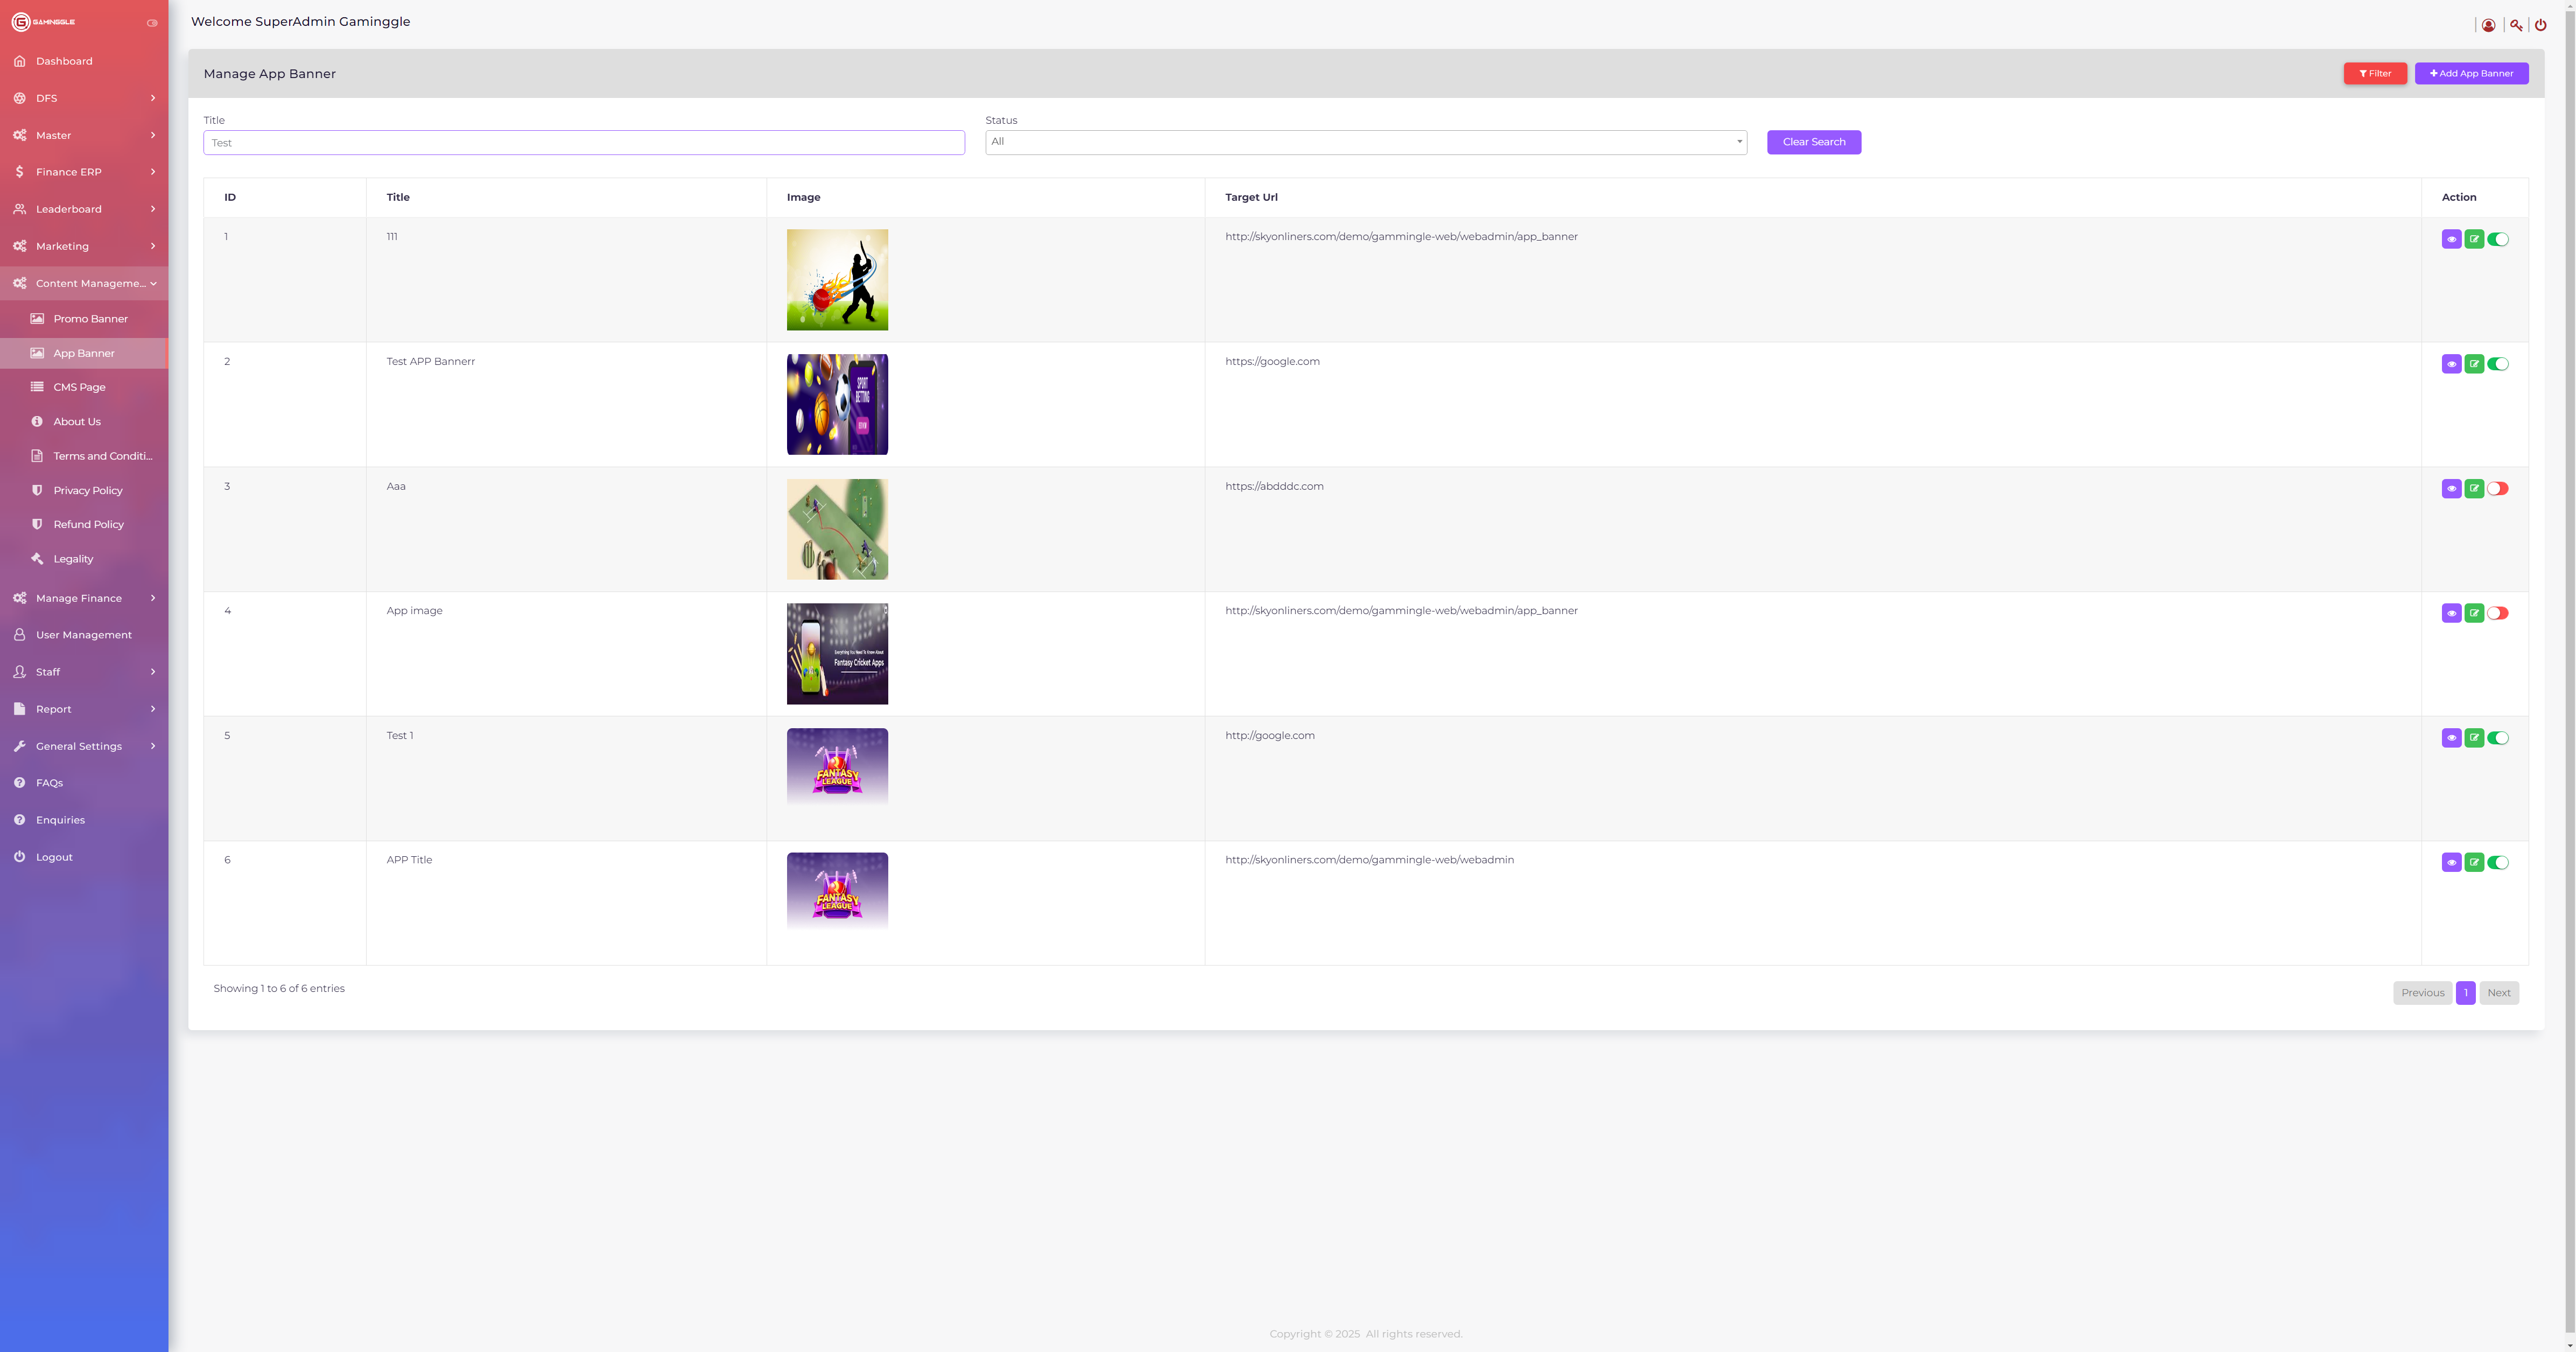 GAMINGGLE
Welcome SuperAdmin Gaminggle
Dashboard
DFS
Master
Finance ERP
Leaderboard
Marketing
Content Manageme...
Promo Banner
App Banner
CMS Page
About Us
Terms and Conditi...
Privacy Policy
Refund Policy
Legality
Manage Finance
User Management
Staff
Report
General Settings
FAQs
Enquiries
Logout
Manage App Banner
Filter
Add App Banner
Title
Status
Test
All
Clear Search
ID Title Image Target Url Action
1 111 http://skyonliners.com/demo/gammingle-web/webadmin/app_banner
2 Test APP Bannerr https://google.com
SPORT
BETTING
3 Aaa https://abdddc.com
4 App image http://skyonliners.com/demo/gammingle-web/webadmin/app_banner
Everything You Need To Know About
Fantasy Cricket Apps
5 Test 1 http://google.com
FANTASY
LEAGUE
6 APP Title http://skyonliners.com/demo/gammingle-web/webadmin
FANTASY
LEAGUE
Showing 1 to 6 of 6 entries
Previous 1 Next
Copyright © 2025 All rights reserved.